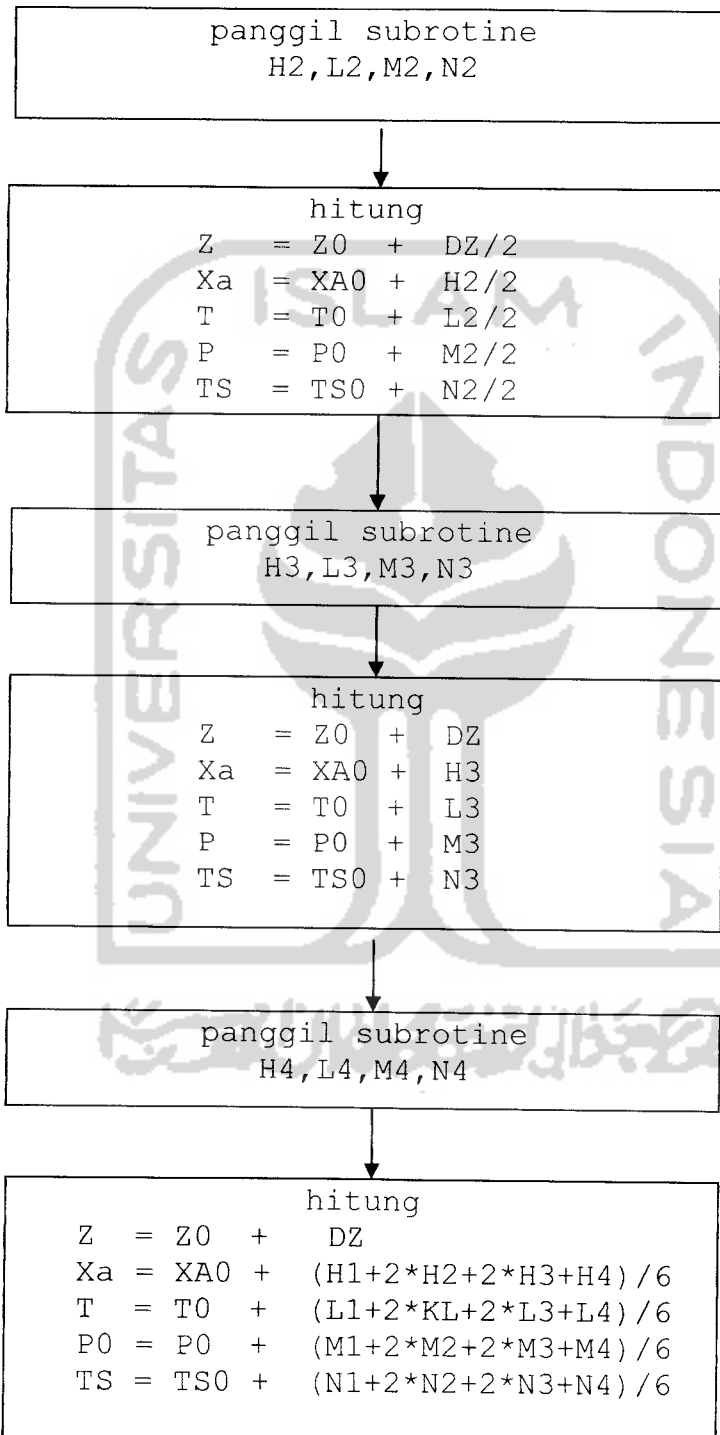 panggil subrotine
H2,L2,M2,N2
hitung
Z = Z0 + DZ/2
Xa = XA0 + H2/2
T = T0 + L2/2
P = P0 + M2/2
TS = TS0 + N2/2
panggil subrotine
H3,L3,M3,N3
hitung
Z = Z0 + DZ
Xa = XA0 + H3
T = T0 + L3
P = P0 + M3
TS = TS0 + N3
panggil subrotine
H4,L4,M4,N4
hitung
Z = Z0 + DZ
Xa = XA0 + (H1+2*H2+2*H3+H4)/6
T = T0 + (L1+2*KL+2*L3+L4)/6
P0 = P0 + (M1+2*M2+2*M3+M4)/6
TS = TS0 + (N1+2*N2+2*N3+N4)/6
UNIVERSITAS
ISLAM
INDONESIA